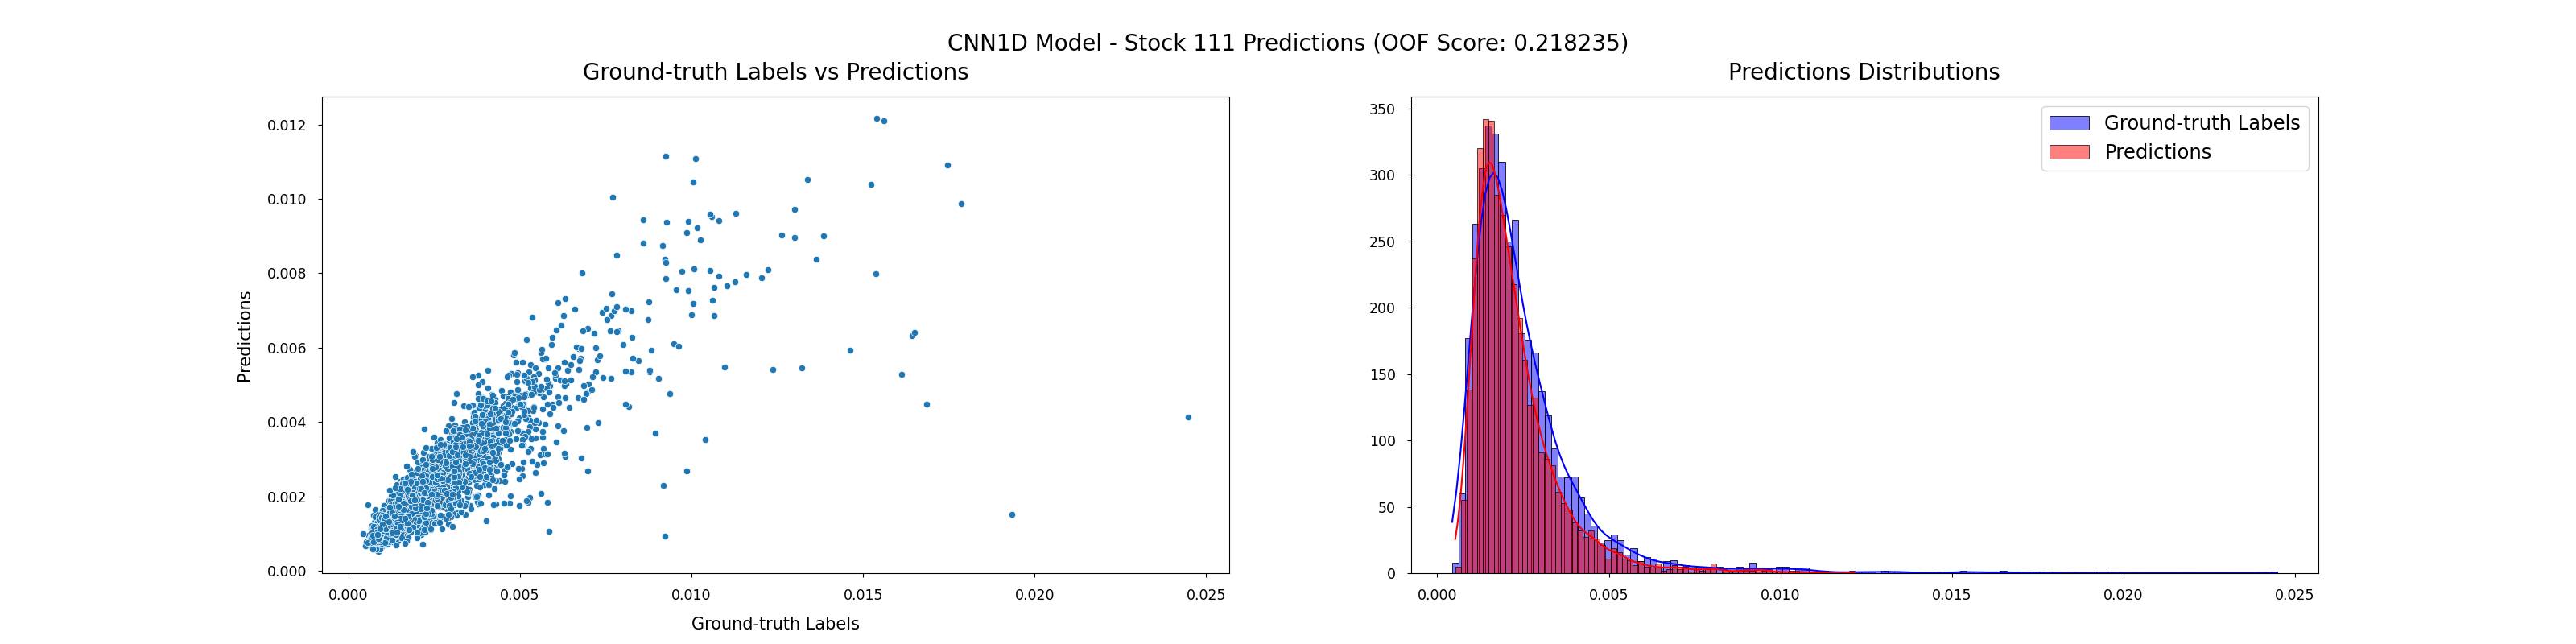 CNN1D Model - Stock 111 Predictions (OOF Score: 0.218235)
Ground-truth Labels vs Predictions
Predictions
0.012
0.010
0.008
0.006
0.004
0.002
0.000
0.000 0.005 0.010 0.015 0.020 0.025
Ground-truth Labels
Predictions Distributions
350
300
250
200
150
100
50
0
0.000 0.005 0.010 0.015 0.020 0.025
Ground-truth Labels
Predictions